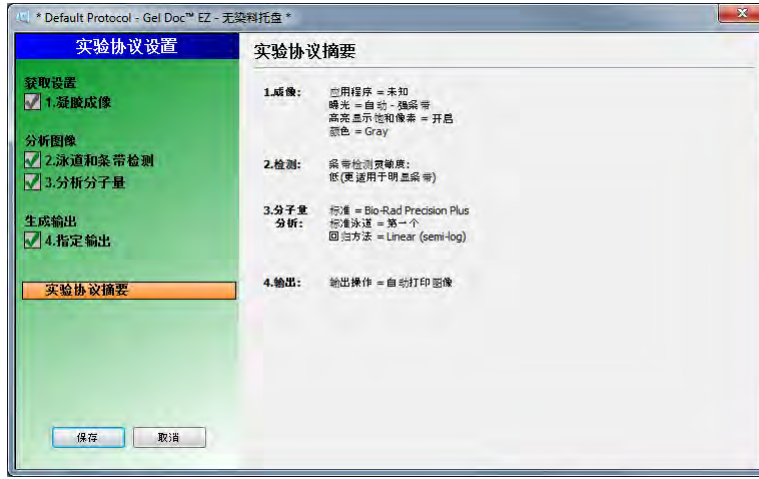 * Default Protocol - Gel Doc™ EZ - 无染料托盘 *
实验协议设置
获取设置
1.凝胶成像
分析图像
2.泳道和条带检测
3.分析分子量
生成输出
4.指定输出
实验协议摘要
保存
取消
实验协议摘要
1.成像: 应用程序 = 未知
曝光 = 自动 - 强条带
高亮显示饱和像素 = 开启
颜色 = Gray
2.检测: 条带检测灵敏度:
低(更适用于明显条带)
3.分子量 标准 = Bio-Rad Precision Plus
分析: 标准泳道 = 第一个
回归方法 = Linear (semi-log)
4.输出: 输出操作 = 自动打印图像